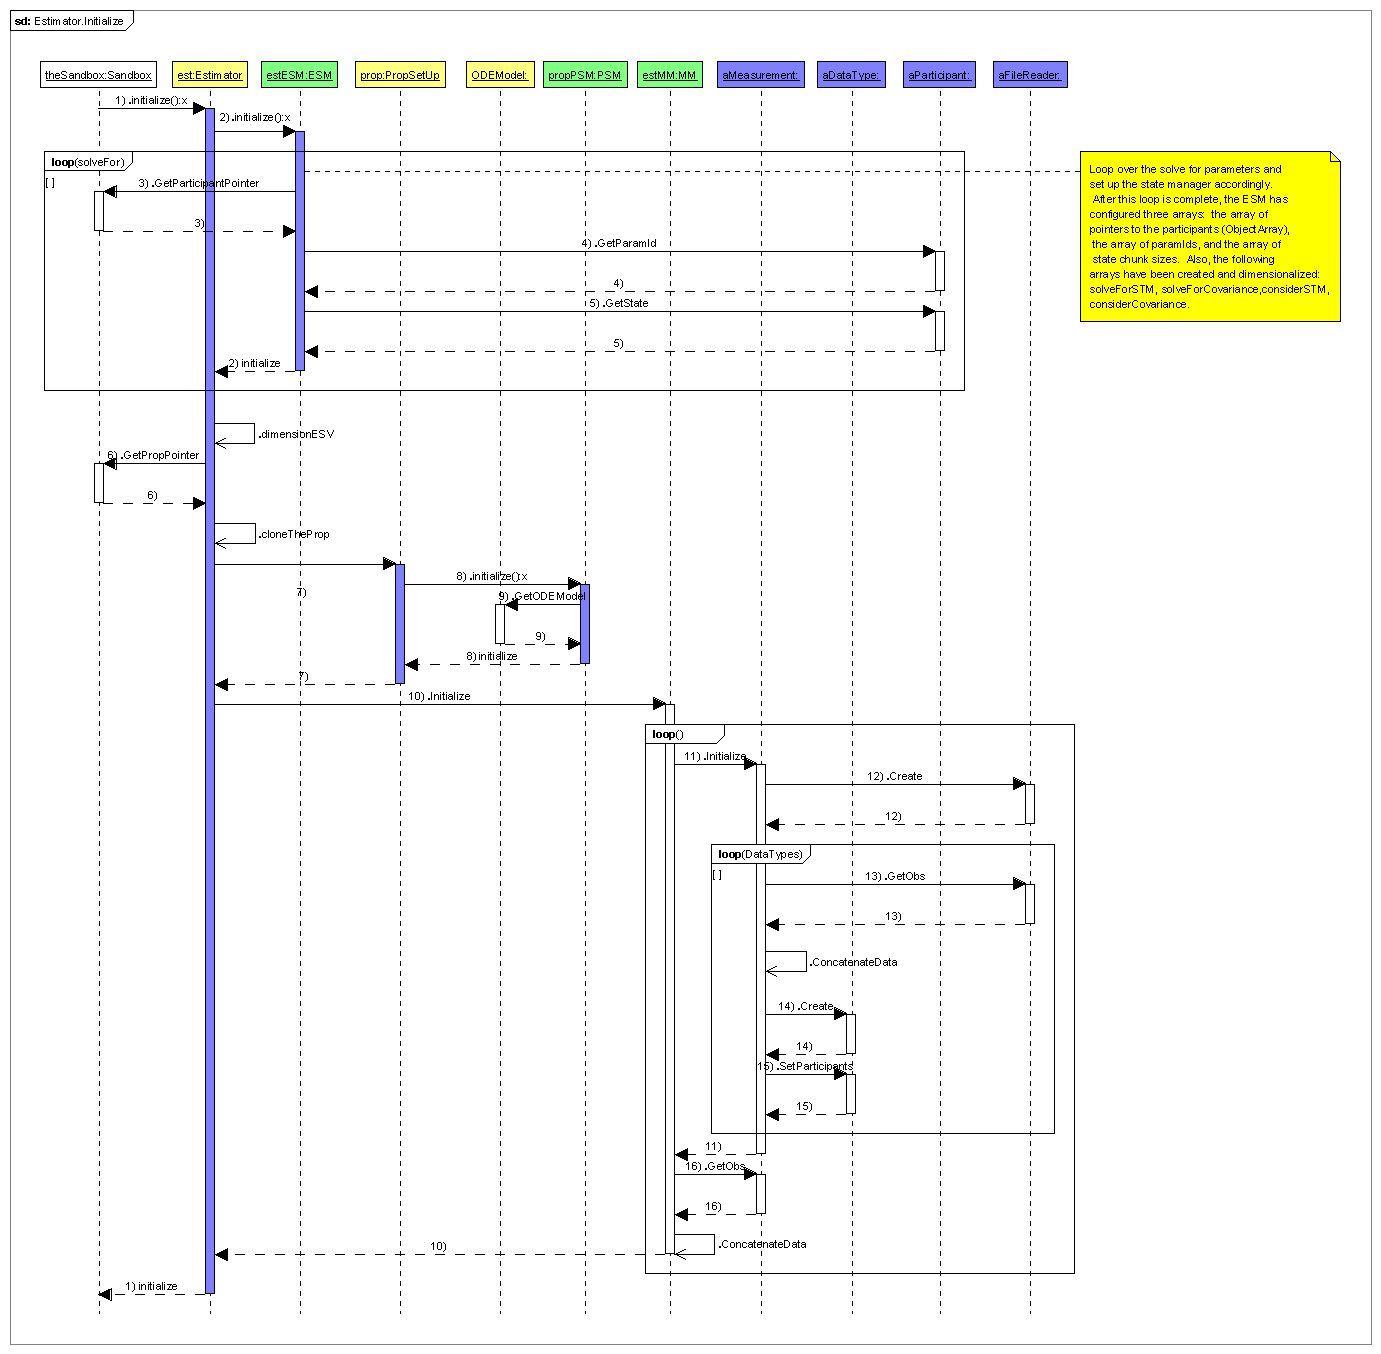 sd: Estimator.Initialize
theSandbox:Sandbox
est:Estimator
estESM:ESM
prop:PropSetUp
ODEModel:
propPSM:PSM
estMM:MM
aMeasurement:
aDataType:
aParticipant:
aFileReader:
1) .initialize():x
2) .initialize():x
loop(solveFor)
[ ]
3) .GetParticipantPointer
3)
4) .GetParamId
4)
5) .GetState
5)
2) initialize
Loop over the solve for parameters and
set up the state manager accordingly.
After this loop is complete, the ESM has
configured three arrays: the array of
pointers to the participants (ObjectArray),
the array of paramIds, and the array of
state chunk sizes. Also, the following
arrays have been created and dimensionalized:
solveForSTM, solveForCovariance,considerSTM,
considerCovariance.
.dimensionESV
6) .GetPropPointer
6)
.cloneTheProp
7)
8) .initialize():x
9) .GetODEModel
9)
8) initialize
7)
10) .Initialize
loop()
11) .Initialize
12) .Create
12)
loop(DataTypes)
[ ]
13) .GetObs
13)
.ConcatenateData
14) .Create
14)
15) .SetParticipants
15)
11)
16) .GetObs
16)
.ConcatenateData
10)
1) initialize